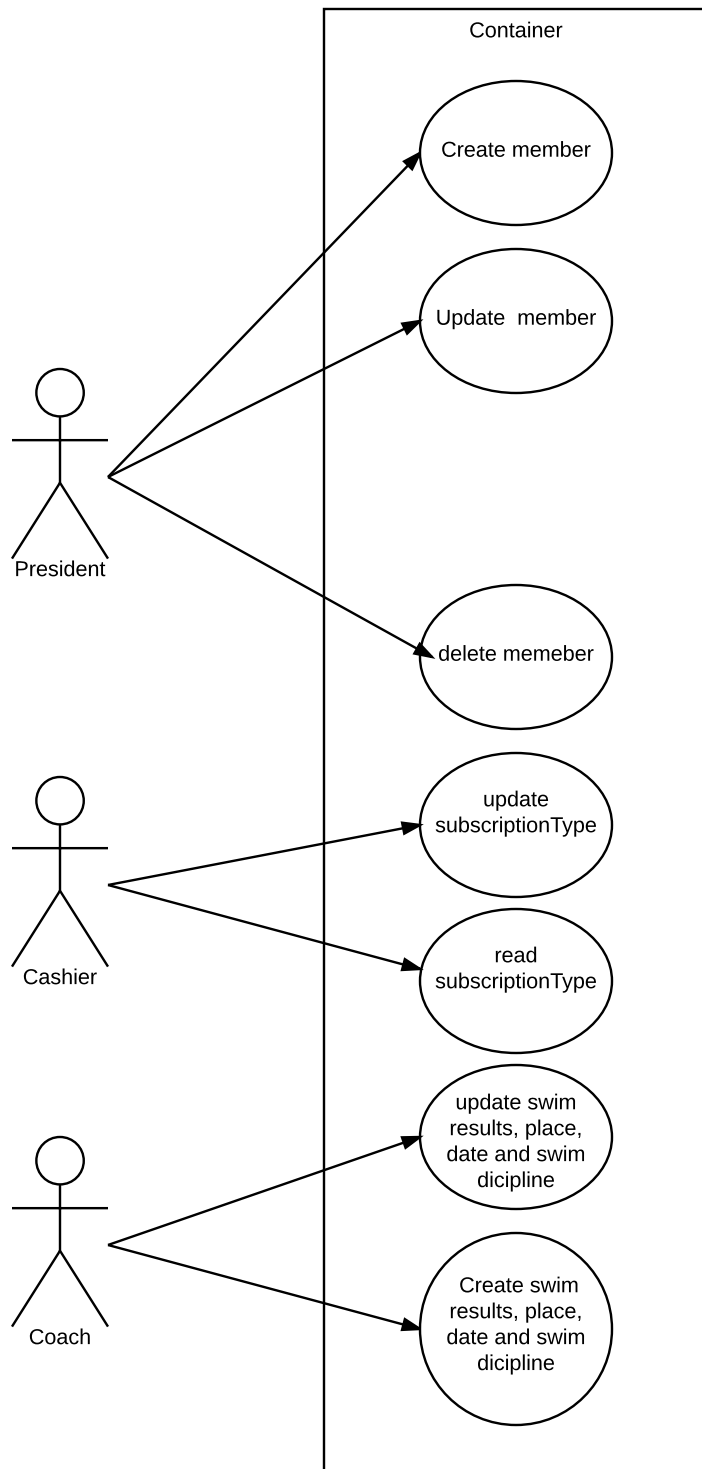 Container
Create member
Update  member
President
delete memeber
update
subscriptionType
Cashier
read
subscriptionType
update swim
results, place,
date and swim
dicipline
Coach
Create swim
results, place,
date and swim
dicipline